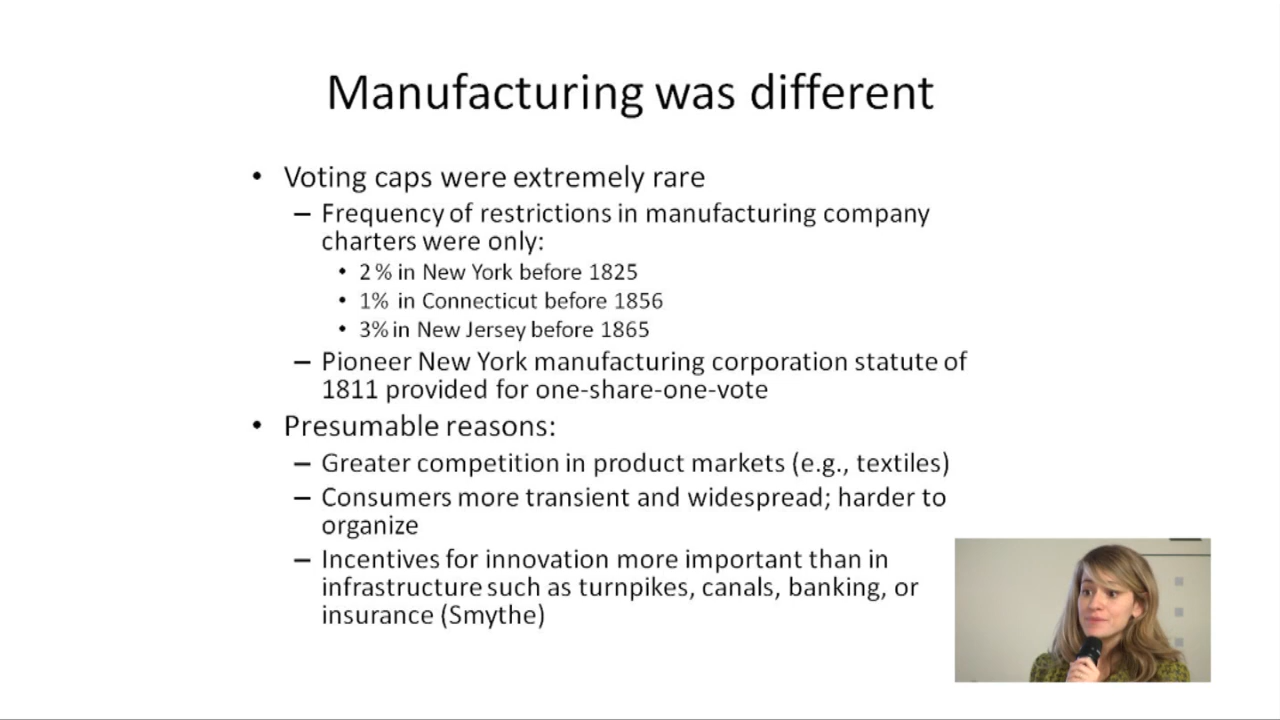 Manufacturing was different
• Voting caps were extremely rare
– Frequency of restrictions in manufacturing company
charters were only:
• 2% in New York before 1825
• 1% in Connecticut before 1856
• 3% in New Jersey before 1865
– Pioneer New York manufacturing corporation statute of
1811 provided for one-share-one-vote
• Presumable reasons:
– Greater competition in product markets (e.g., textiles)
– Consumers more transient and widespread; harder to
organize
– Incentives for innovation more important than in
infrastructure such as turnpikes, canals, banking, or
insurance (Smythe)